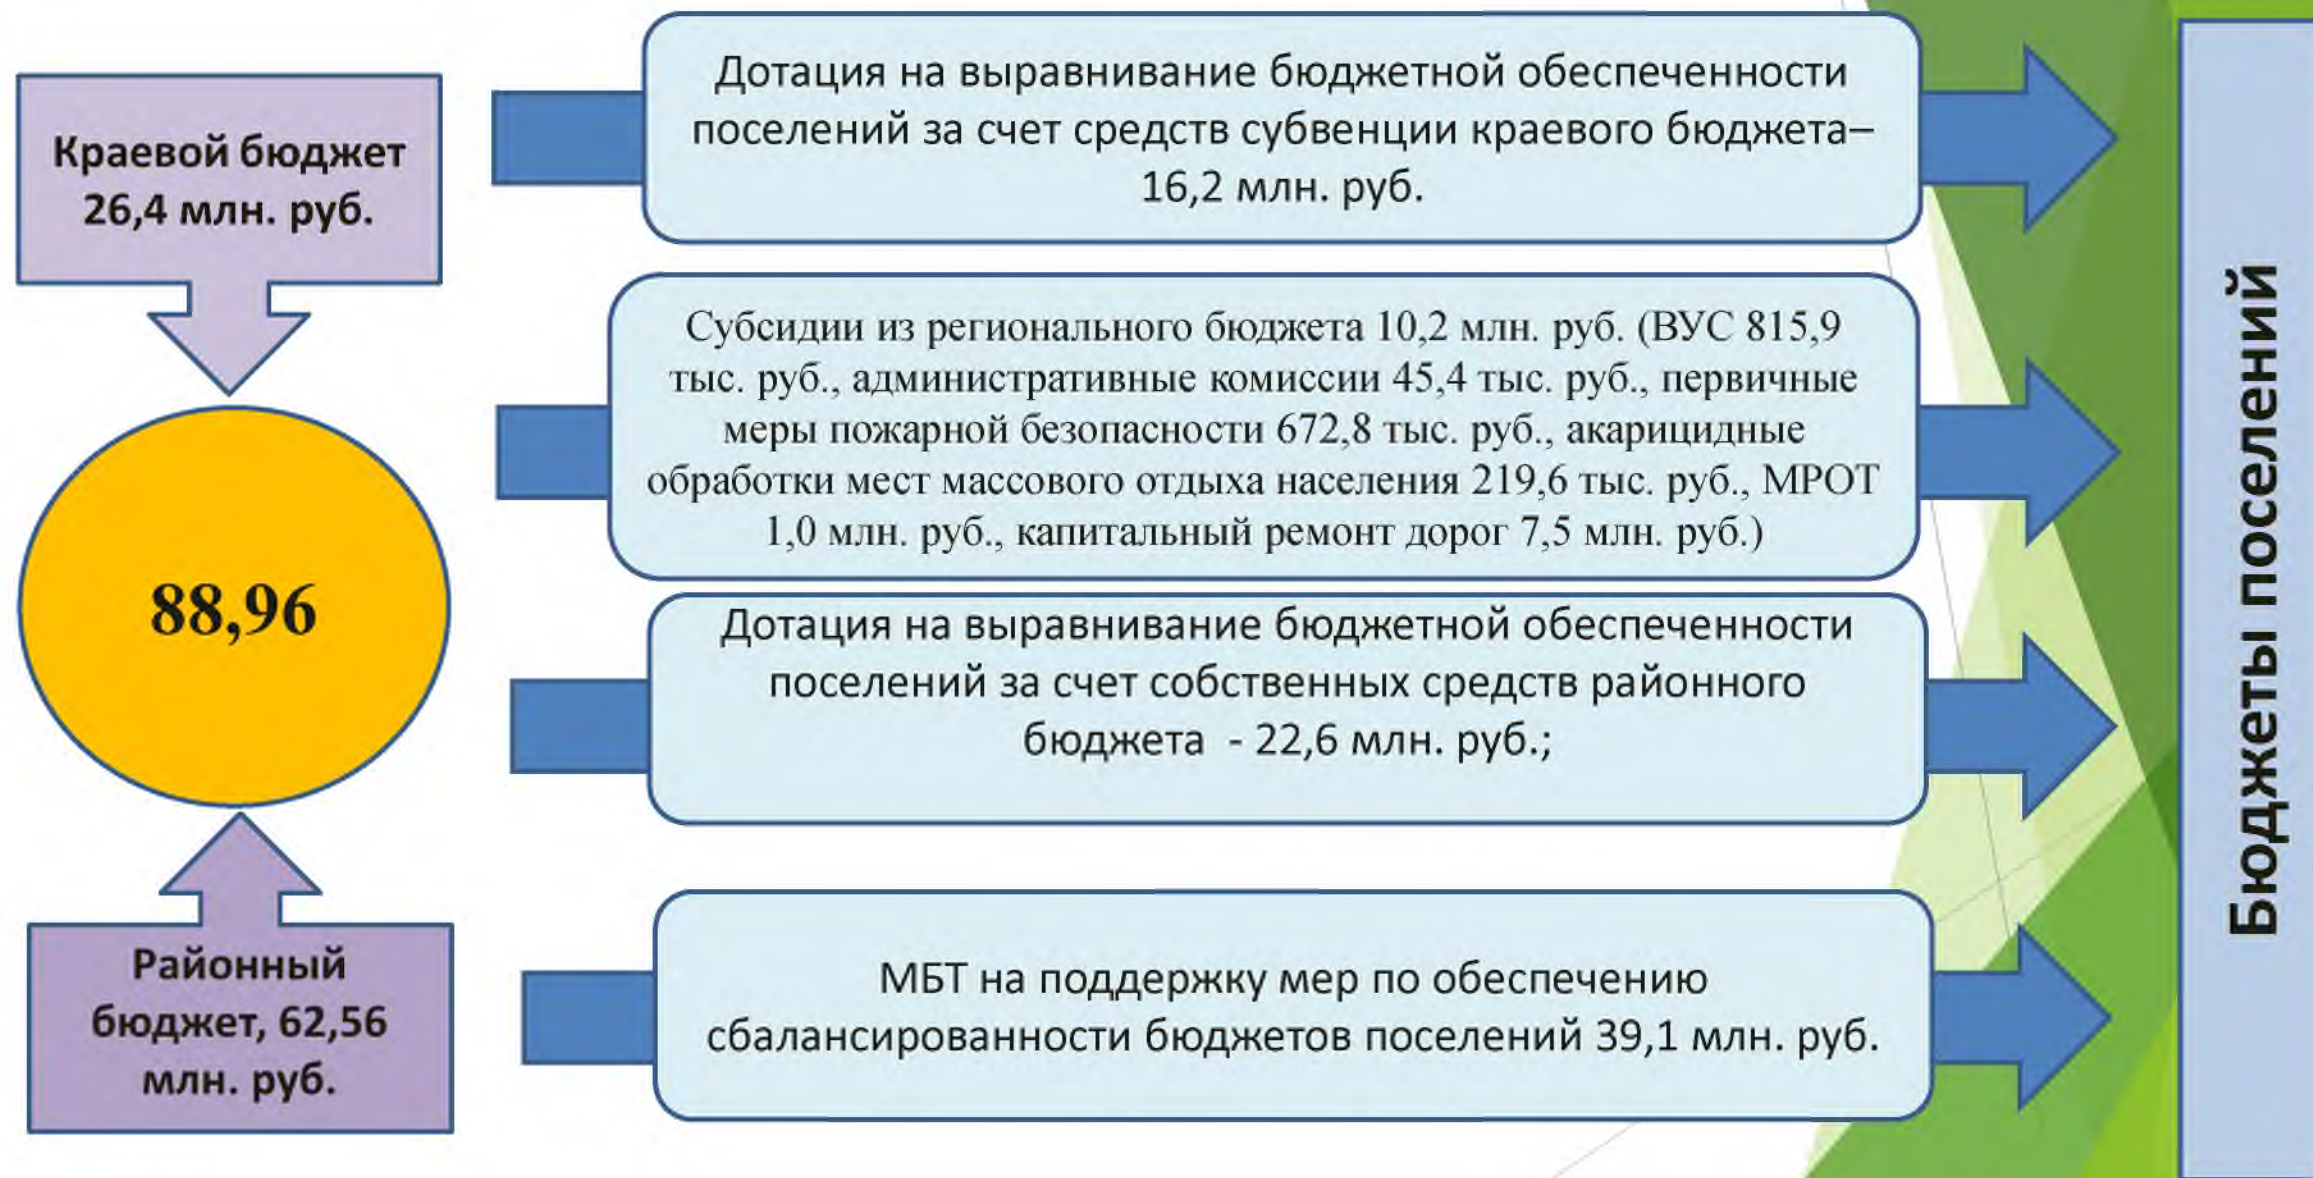 Краевой бюджет
26,4 млн. руб.
88,96
Районный
бюджет, 62,56
млн. руб.
Дотация на выравнивание бюджетной обеспеченности
поселений за счет средств субвенции краевого бюджета–
16,2 млн. руб.
Субсидии из регионального бюджета 10,2 млн. руб. (ВУС 815,9
тыс. руб., административные комиссии 45,4 тыс. руб., первичные
меры пожарной безопасности 672,8 тыс. руб., акарицидные
обработки мест массового отдыха населения 219,6 тыс. руб., МРОТ
1,0 млн. руб., капитальный ремонт дорог 7,5 млн. руб.)
Дотация на выравнивание бюджетной обеспеченности
поселений за счет собственных средств районного
бюджета - 22,6 млн. руб.;
МБТ на поддержку мер по обеспечению
сбалансированности бюджетов поселений 39,1 млн. руб.
Бюджеты поселений